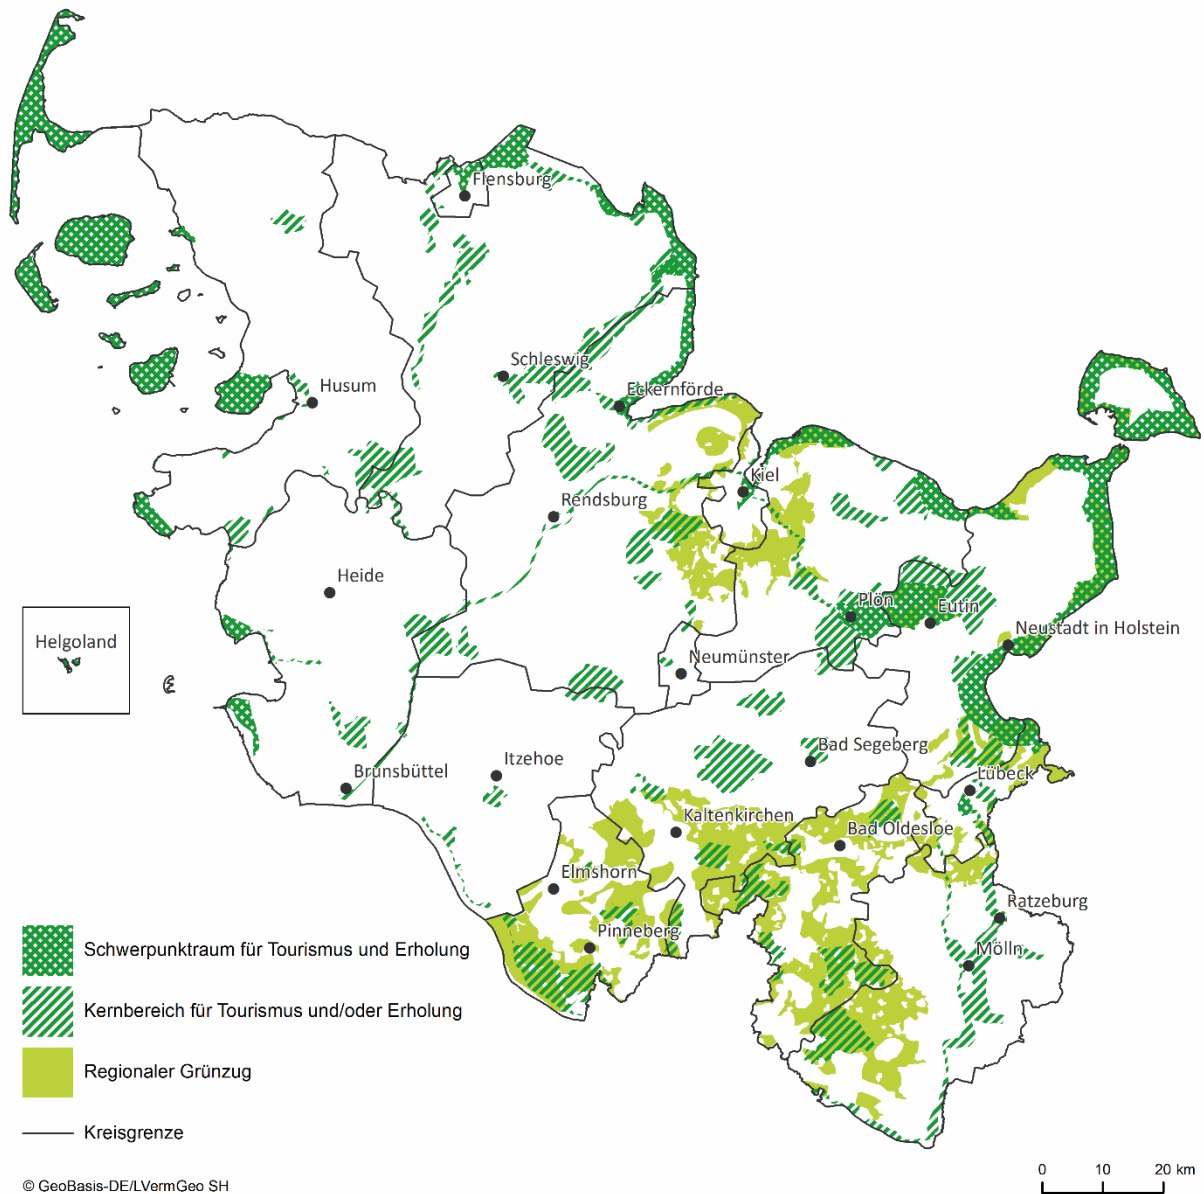 Flensburg
Schleswig
Husum
Eckernförde
Kiel
Rendsburg
Heide
Plön
Eutin
Helgoland
Neustadt in Holstein
Neumünster
Bad Segeberg
Itzehoe
Brunsbüttel
Lübeck
Kaltenkirchen
Bad Oldesloe
Elmshorn
Ratzeburg
Pinneberg
Mölln
Schwerpunktraum für Tourismus und Erholung
Kernbereich für Tourismus und/oder Erholung
Regionaler Grünzug
Kreisgrenze
0 10 20 km
© GeoBasis-DE/LVermGeo SH